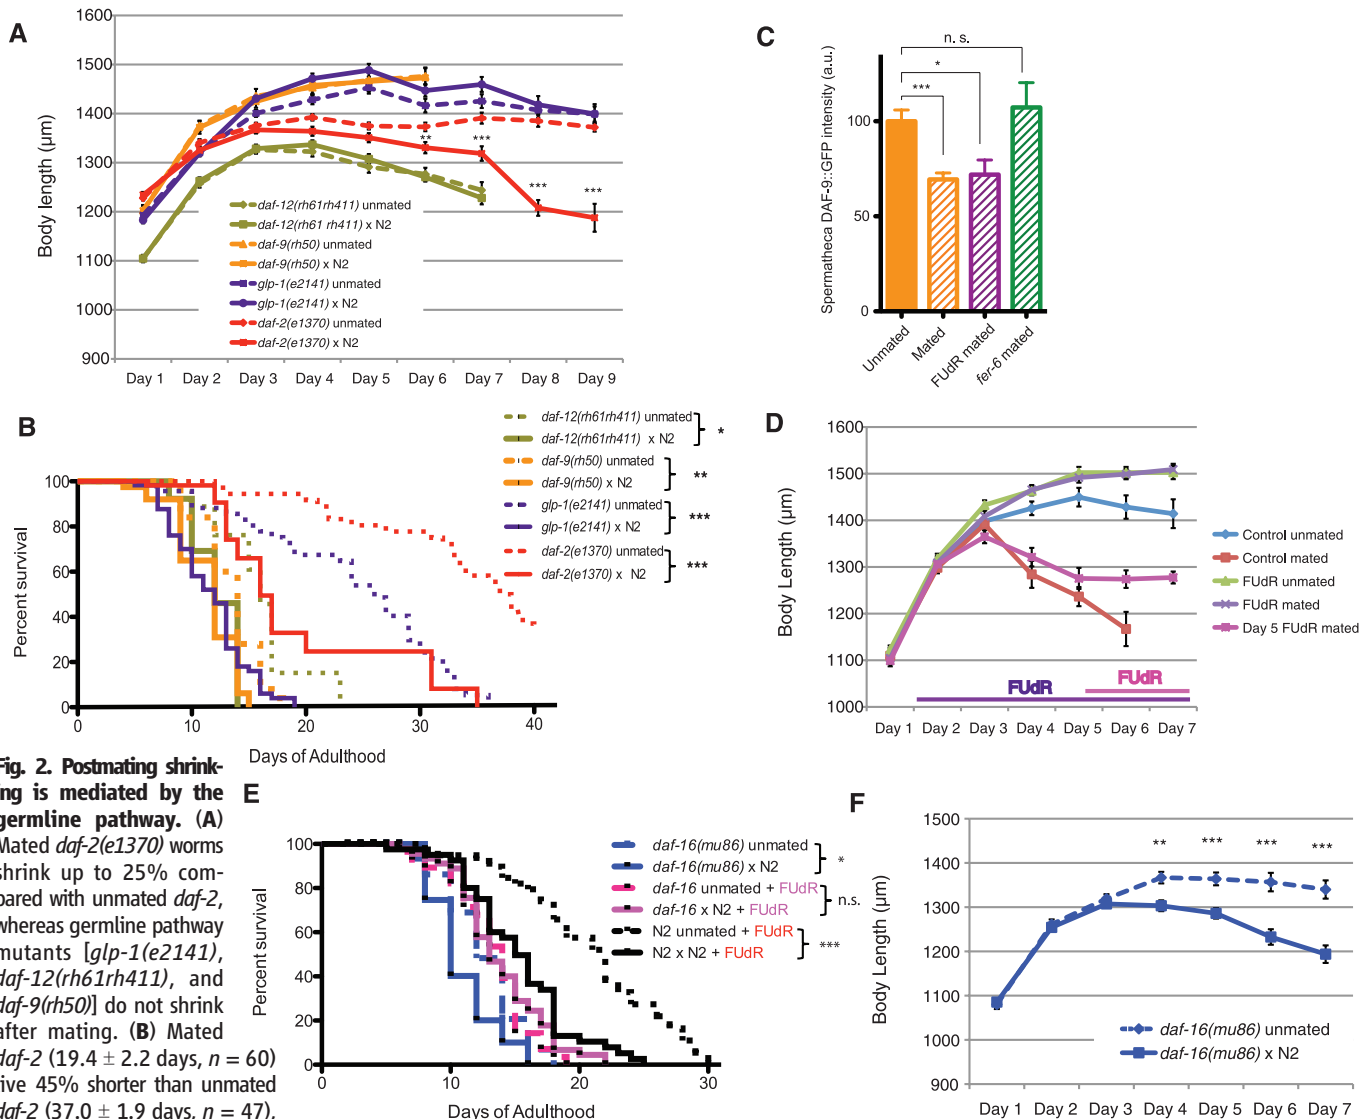 A
1600
1500
1400
1300
1200
1100
1000
900
Body length (µm)
** *** *** ***
daf-12(rh61rh411) unmated
daf-12(rh61 rh411) x N2
daf-9(rh50) unmated
daf-9(rh50) x N2
glp-1(e2141) unmated
glp-1(e2141) x N2
daf-2(e1370) unmated
daf-2(e1370) x N2
Day 1 Day 2 Day 3 Day 4 Day 5 Day 6 Day 7 Day 8 Day 9
C
n. s.
*
***
Spermatheca DAF-9::GFP intensity (a.u.)
100
50
0
Unmated
Mated
FUdR mated
fer-6 mated
B
daf-12(rh61rh411) unmated
daf-12(rh61rh411) x N2
*
daf-9(rh50) unmated
daf-9(rh50) x N2
**
glp-1(e2141) unmated
glp-1(e2141) x N2
***
daf-2(e1370) unmated
daf-2(e1370) x N2
***
Percent survival
100
80
60
40
20
0
0 10 20 30 40
Days of Adulthood
D
1600
1500
1400
1300
1200
1100
1000
Body Length (µm)
Control unmated
Control mated
FUdR unmated
FUdR mated
Day 5 FUdR mated
FUdR
FUdR
Day 1 Day 2 Day 3 Day 4 Day 5 Day 6 Day 7
Fig. 2. Postmating shrink-
ing is mediated by the
germline pathway. (A)
Mated daf-2(e1370) worms
shrink up to 25% com-
pared with unmated daf-2,
whereas germline pathway
mutants [glp-1(e2141),
daf-12(rh61rh411), and
daf-9(rh50)] do not shrink
after mating. (B) Mated
daf-2 (19.4 ± 2.2 days, n = 60)
live 45% shorter than unmated
daf-2 (37.0 ± 1.9 days, n = 47),
E
100
80
60
40
20
0
Percent survival
daf-16(mu86) unmated
daf-16(mu86) x N2
*
daf-16 unmated + FUdR
daf-16 x N2 + FUdR
n.s.
N2 unmated + FUdR
N2 x N2 + FUdR
***
0 10 20 30
Days of Adulthood
F
1500
1400
1300
1200
1100
1000
900
Body Length (µm)
** *** *** ***
daf-16(mu86) unmated
daf-16(mu86) x N2
Day 1 Day 2 Day 3 Day 4 Day 5 Day 6 Day 7